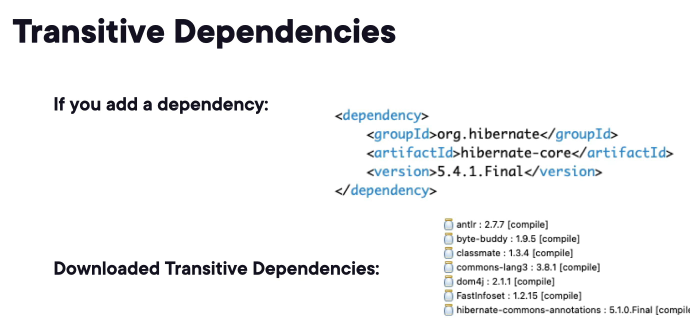 Transitive Dependencies
If you add a dependency:
<dependency>
<groupId>org.hibernate</groupId>
<artifactId>hibernate-core</artifactId>
<version>5.4.1.Final</version>
</dependency>
Downloaded Transitive Dependencies:
antlr : 2.7.7 [compile]
byte-buddy : 1.9.5 [compile]
classmate : 1.3.4 [compile]
commons-lang3 : 3.8.1 [compile]
dom4j : 2.1.1 [compile]
FastInfoset : 1.2.15 [compile]
hibernate-commons-annotations : 5.1.0.Final [compile